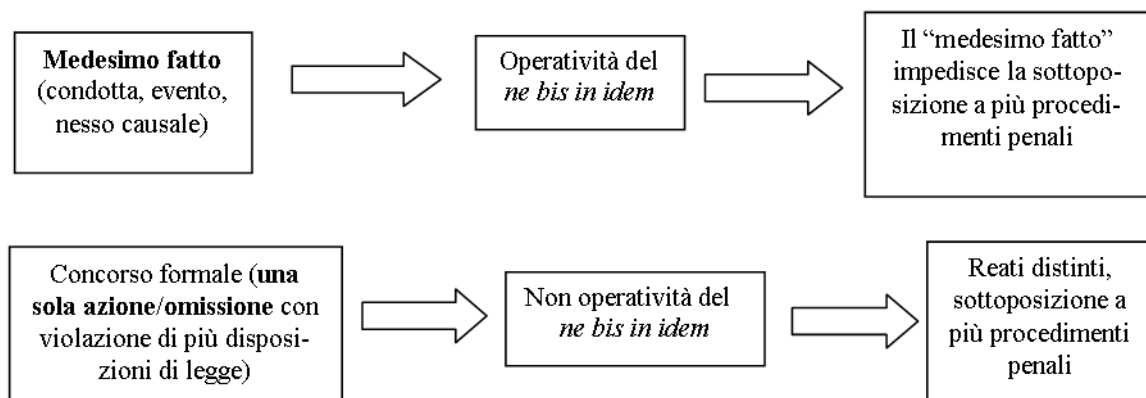 Medesimo fatto
(condotta, evento,
nesso causale)
Operatività del
ne bis in idem
Il “medesimo fatto”
impedisce la sottopo-
sizione a più procedi-
menti penali
Concorso formale (una
sola azione/omissione con
violazione di più disposi-
zioni di legge)
Non operatività del
ne bis in idem
Reati distinti,
sottoposizione a
più procedimenti
penali